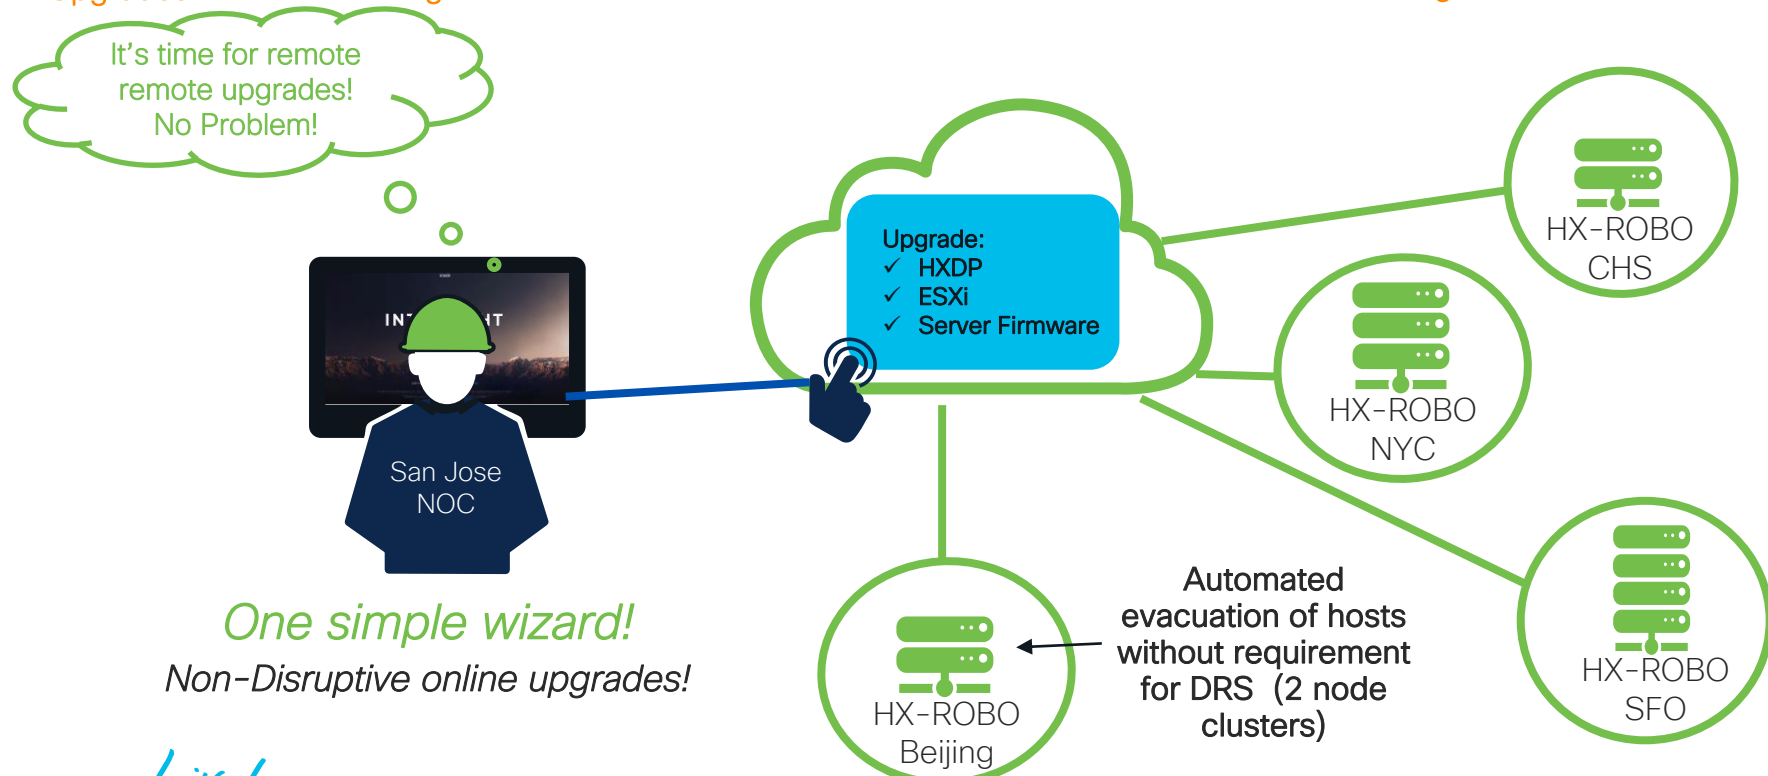 It's time for remote
remote upgrades!
No Problem!
Upgrade:
✓ HXDP
✓ ESXi
✓ Server Firmware
HX-ROBO
CHS
HX-ROBO
NYC
San Jose
NOC
One simple wizard!
Non-Disruptive online upgrades!
Automated
evacuation of hosts
without requirement
for DRS (2 node
clusters)
HX-ROBO
SFO
HX-ROBO
Beijing